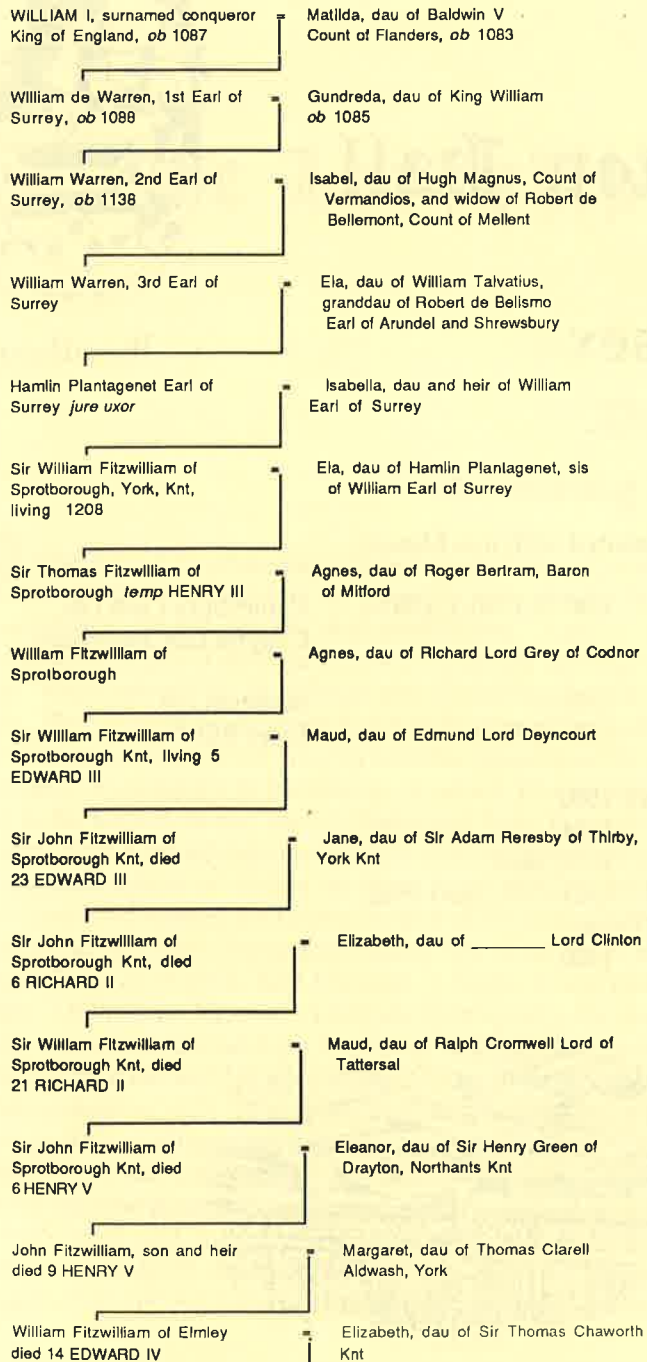 WILLIAM I, surnamed conqueror
King of England, ob 1087
= Matilda, dau of Baldwin V
Count of Flanders, ob 1083
William de Warren, 1st Earl of
Surrey, ob 1088
= Gundreda, dau of King William
ob 1085
William Warren, 2nd Earl of
Surrey, ob 1138
= Isabel, dau of Hugh Magnus, Count of
Vermandios, and widow of Robert de
Bellemont, Count of Mellent
William Warren, 3rd Earl of
Surrey
= Ela, dau of William Talvatius,
granddau of Robert de Belismo
Earl of Arundel and Shrewsbury
Hamlin Plantagenet Earl of
Surrey jure uxor
= Isabella, dau and heir of William
Earl of Surrey
Sir William Fitzwilliam of
Sprotborough, York, Knt,
living 1208
= Ela, dau of Hamlin Plantagenet, sis
of William Earl of Surrey
Sir Thomas Fitzwilliam of
Sprotborough temp HENRY III
= Agnes, dau of Roger Bertram, Baron
of Mitford
William Fitzwilliam of
Sprotborough
= Agnes, dau of Richard Lord Grey of Codnor
Sir William Fitzwilliam of
Sprotborough Knt, living 5
EDWARD III
= Maud, dau of Edmund Lord Deyncourt
Sir John Fitzwilliam of
Sprotborough Knt, died
23 EDWARD III
= Jane, dau of Sir Adam Reresby of Thirby,
York Knt
Sir John Fitzwilliam of
Sprotborough Knt, died
6 RICHARD II
= Elizabeth, dau of ________ Lord Clinton
Sir William Fitzwilliam of
Sprotborough Knt, died
21 RICHARD II
= Maud, dau of Ralph Cromwell Lord of
Tattersal
Sir John Fitzwilliam of
Sprotborough Knt, died
6 HENRY V
= Eleanor, dau of Sir Henry Green of
Drayton, Northants Knt
John Fitzwilliam, son and heir
died 9 HENRY V
= Margaret, dau of Thomas Clarell
Aldwash, York
William Fitzwilliam of Elmley
died 14 EDWARD IV
= Elizabeth, dau of Sir Thomas Chaworth
Knt